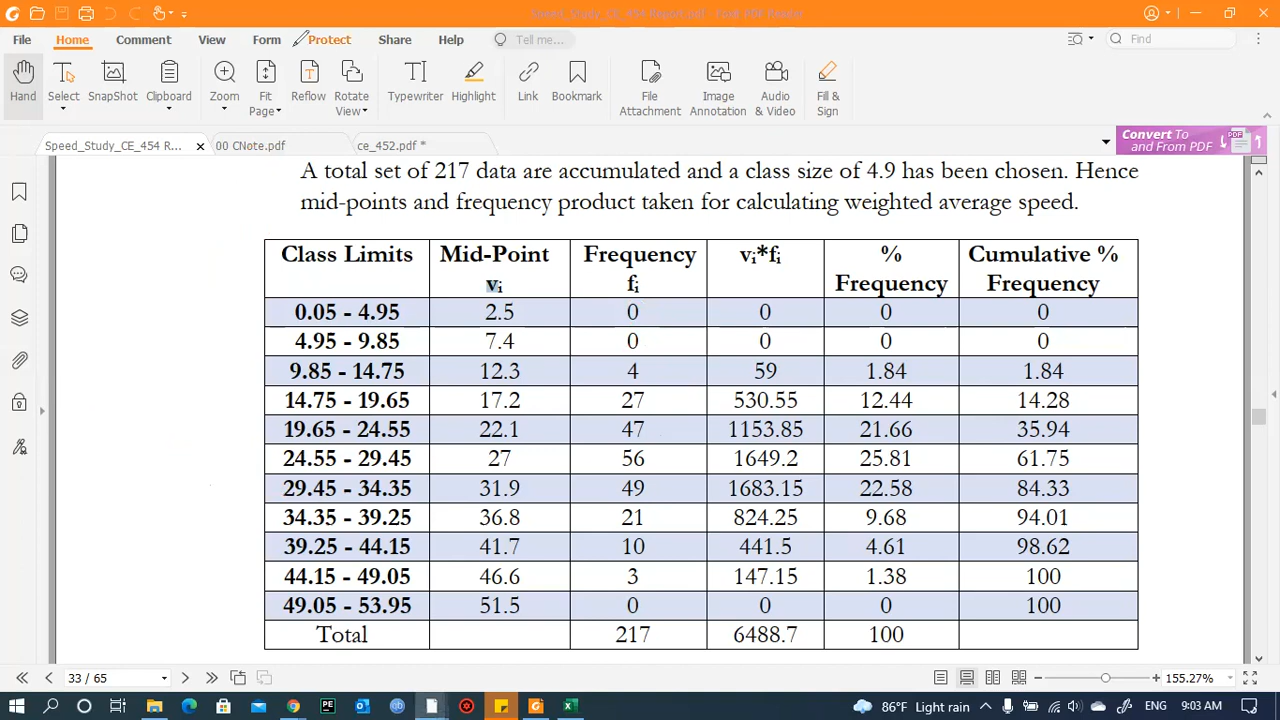 Speed_Study_CE_454 Report.pdf - Foxit PDF Reader
File Home Comment View Form Protect Share Help Tell me... Find
Hand Select SnapShot Clipboard Zoom Fit Page Reflow Rotate View Typewriter Highlight Link Bookmark File Attachment Image Annotation Audio & Video Fill & Sign
Speed_Study_CE_454 R... 00 CNote.pdf ce_452.pdf * Convert To and From PDF PDF
A total set of 217 data are accumulated and a class size of 4.9 has been chosen. Hence
mid-points and frequency product taken for calculating weighted average speed.
Class Limits Mid-Point vi Frequency fi vi*fi % Frequency Cumulative % Frequency
0.05 - 4.95 2.5 0 0 0 0
4.95 - 9.85 7.4 0 0 0 0
9.85 - 14.75 12.3 4 59 1.84 1.84
14.75 - 19.65 17.2 27 530.55 12.44 14.28
19.65 - 24.55 22.1 47 1153.85 21.66 35.94
24.55 - 29.45 27 56 1649.2 25.81 61.75
29.45 - 34.35 31.9 49 1683.15 22.58 84.33
34.35 - 39.25 36.8 21 824.25 9.68 94.01
39.25 - 44.15 41.7 10 441.5 4.61 98.62
44.15 - 49.05 46.6 3 147.15 1.38 100
49.05 - 53.95 51.5 0 0 0 100
Total 217 6488.7 100
33 / 65 155.27%
86°F Light rain ENG 9:03 AM